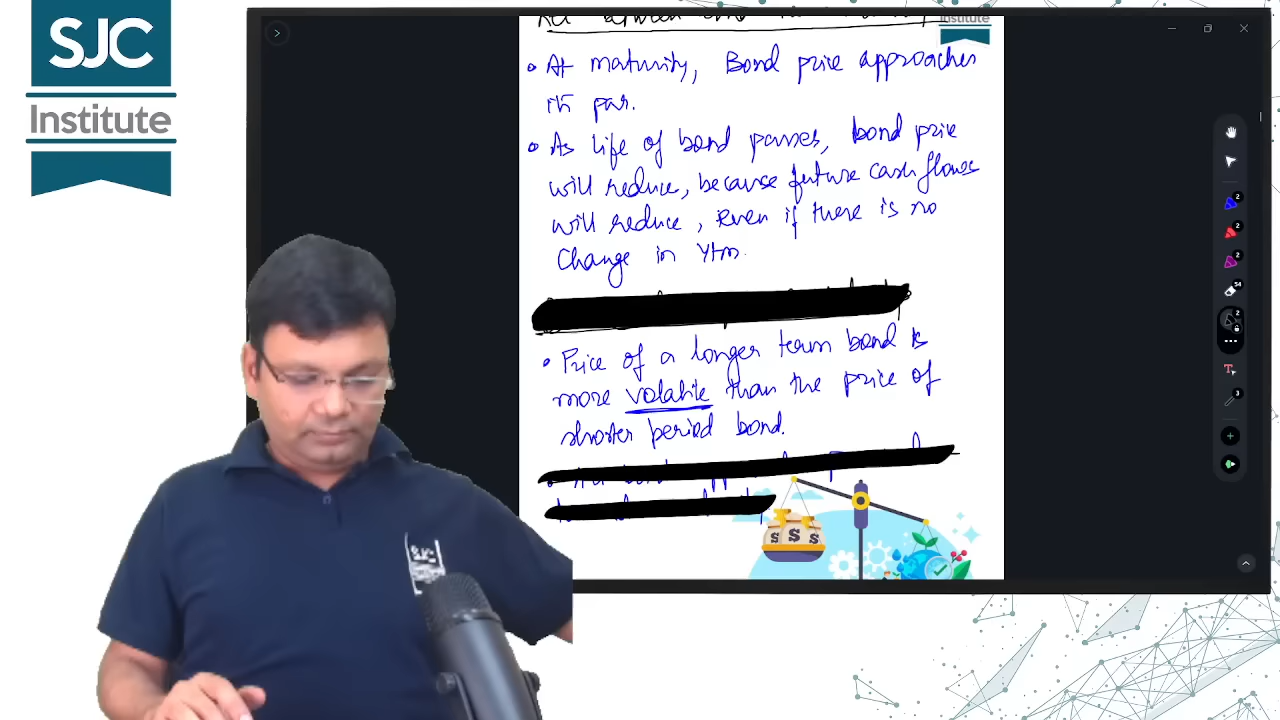 SJC
Institute
Institute
• At maturity, Bond price approaches
its par.
• As life of bond passes, bond price
will reduce, because future cash flows
will reduce, even if there is no
Change in Ytm.
• Price of a longer term bond is
more volatile than the price of
shorter period bond.
SJC